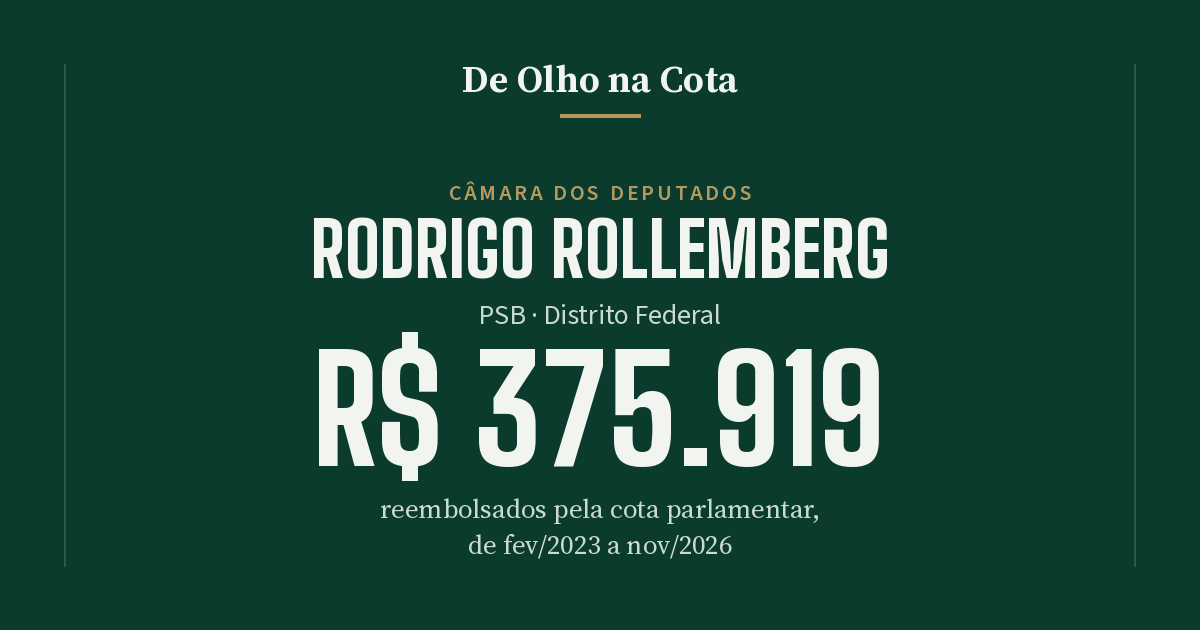 De Olho na Cota
CÂMARA DOS DEPUTADOS
RODRIGO ROLLEMBERG
PSB · Distrito Federal
R$ 375.919
reembolsados pela cota parlamentar,
de fev/2023 a nov/2026